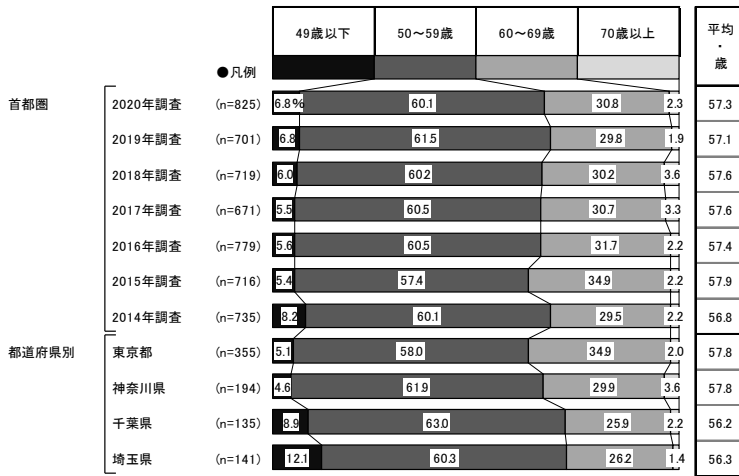 49歳以下 50～59歳 60～69歳 70歳以上 平均・歳
●凡例
首都圏 2020年調査 (n=825) 6.8% 60.1 30.8 2.3 57.3
2019年調査 (n=701) 6.8 61.5 29.8 1.9 57.1
2018年調査 (n=719) 6.0 60.2 30.2 3.6 57.6
2017年調査 (n=671) 5.5 60.5 30.7 3.3 57.6
2016年調査 (n=779) 5.6 60.5 31.7 2.2 57.4
2015年調査 (n=716) 5.4 57.4 34.9 2.2 57.9
2014年調査 (n=735) 8.2 60.1 29.5 2.2 56.8
都道府県別 東京都 (n=355) 5.1 58.0 34.9 2.0 57.8
神奈川県 (n=194) 4.6 61.9 29.9 3.6 57.8
千葉県 (n=135) 8.9 63.0 25.9 2.2 56.2
埼玉県 (n=141) 12.1 60.3 26.2 1.4 56.3